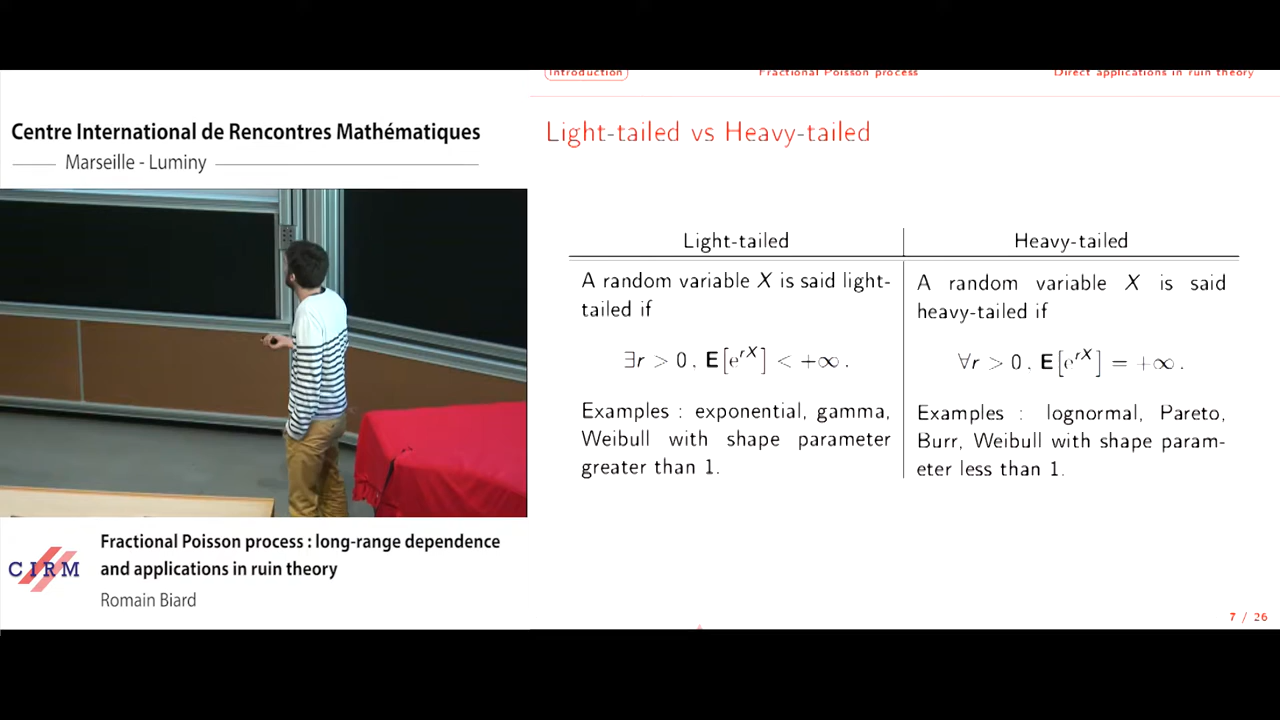 Centre International de Rencontres Mathématiques
Marseille - Luminy
CIRM
Fractional Poisson process : long-range dependence
and applications in ruin theory
Romain Biard
Introduction
Fractional Poisson process
Direct applications in ruin theory
Light-tailed vs Heavy-tailed
Light-tailed
A random variable X is said light-
tailed if
∃r > 0 , E[e^{rX}] < +∞ .
Examples : exponential, gamma,
Weibull with shape parameter
greater than 1.
Heavy-tailed
A random variable X is said
heavy-tailed if
∀r > 0 , E[e^{rX}] = +∞ .
Examples : lognormal, Pareto,
Burr, Weibull with shape param-
eter less than 1.
7 / 26